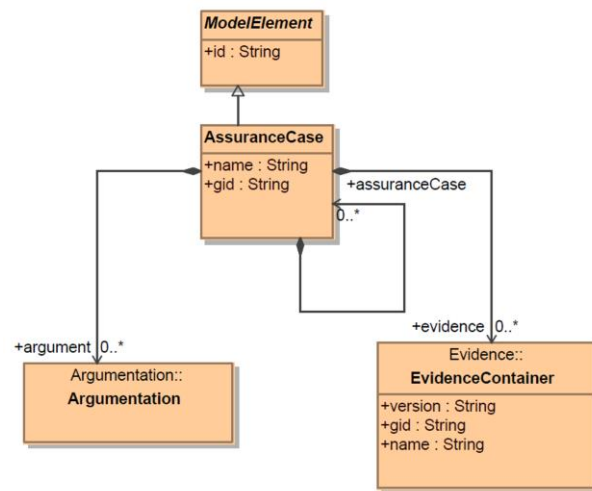 ModelElement
+id : String
AssuranceCase
+name : String
+gid : String
+assuranceCase
0..*
+argument 0..*
+evidence 0..*
Argumentation::
Argumentation
Evidence::
EvidenceContainer
+version : String
+gid : String
+name : String